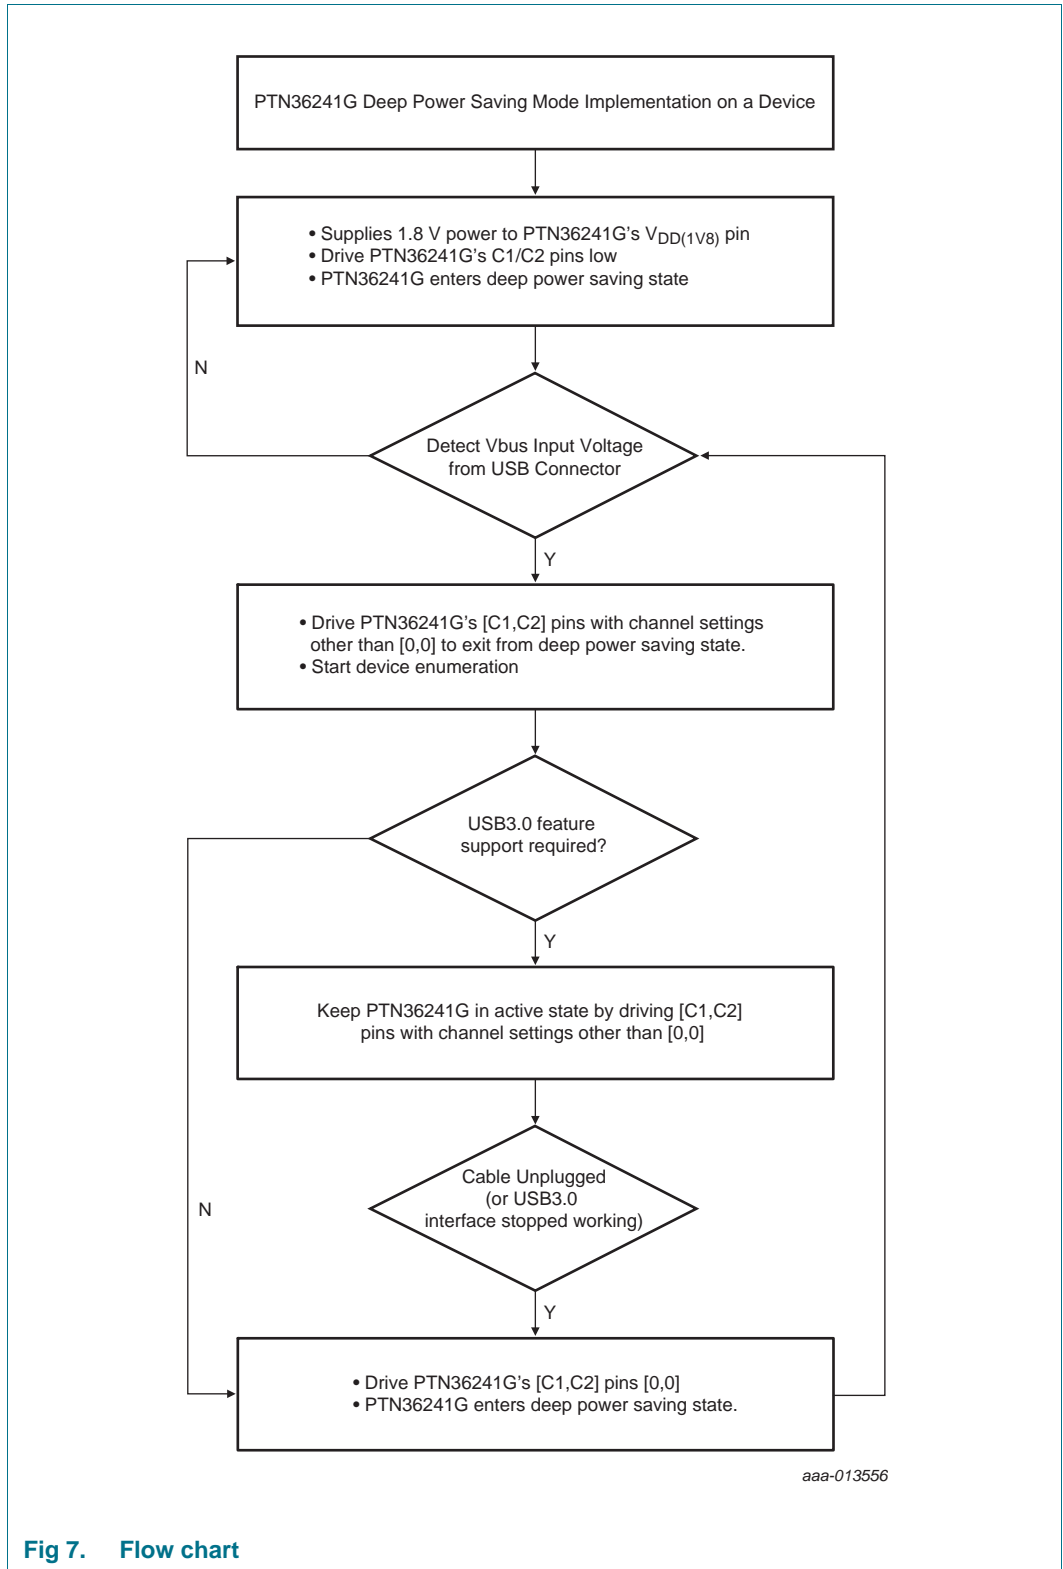 PTN36241G Deep Power Saving Mode Implementation on a Device
• Supplies 1.8 V power to PTN36241G's VDD(1V8) pin
• Drive PTN36241G's C1/C2 pins low
• PTN36241G enters deep power saving state
N
Detect Vbus Input Voltage
from USB Connector
Y
• Drive PTN36241G's [C1,C2] pins with channel settings
other than [0,0] to exit from deep power saving state.
• Start device enumeration
USB3.0 feature
support required?
Y
Keep PTN36241G in active state by driving [C1,C2]
pins with channel settings other than [0,0]
Cable Unplugged
(or USB3.0
interface stopped working)
N
Y
• Drive PTN36241G's [C1,C2] pins [0,0]
• PTN36241G enters deep power saving state.
aaa-013556
Fig 7. Flow chart